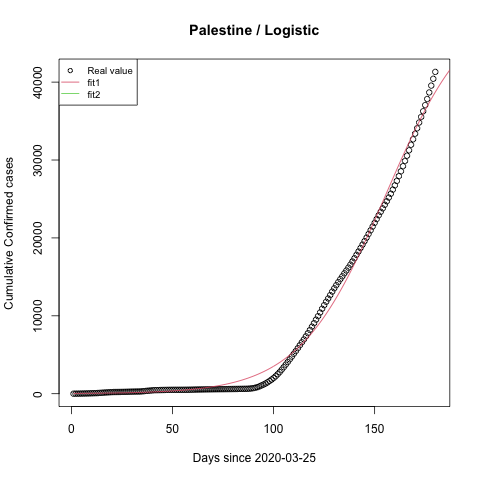 Palestine / Logistic
Real value
fit1
fit2
Cumulative Confirmed cases
0
10000
20000
30000
40000
0
50
100
150
Days since 2020-03-25